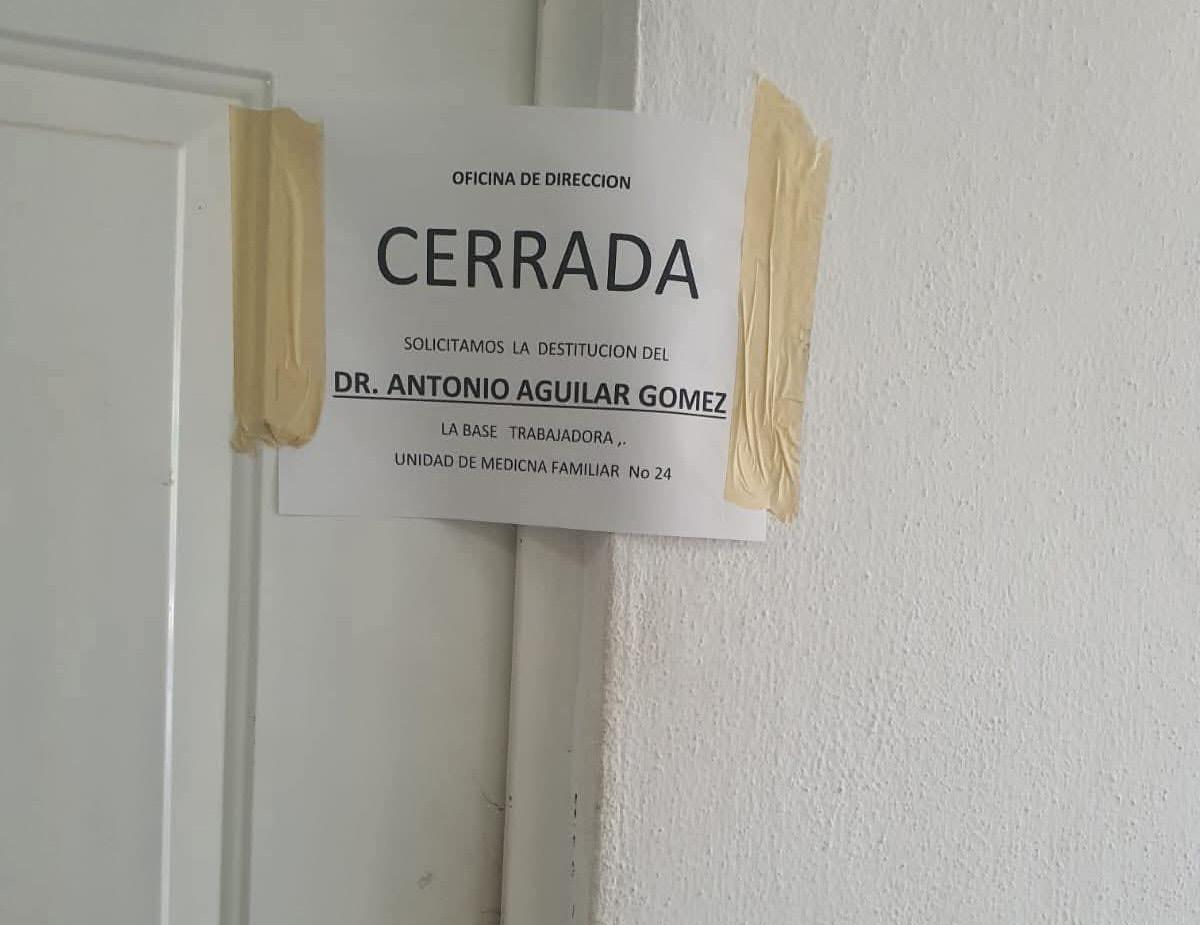 OFICINA DE DIRECCION
CERRADA
SOLICITAMOS LA DESTITUCION DEL
DR. ANTONIO AGUILAR GOMEZ
LA BASE TRABAJADORA ,.
UNIDAD DE MEDICNA FAMILIAR No 24